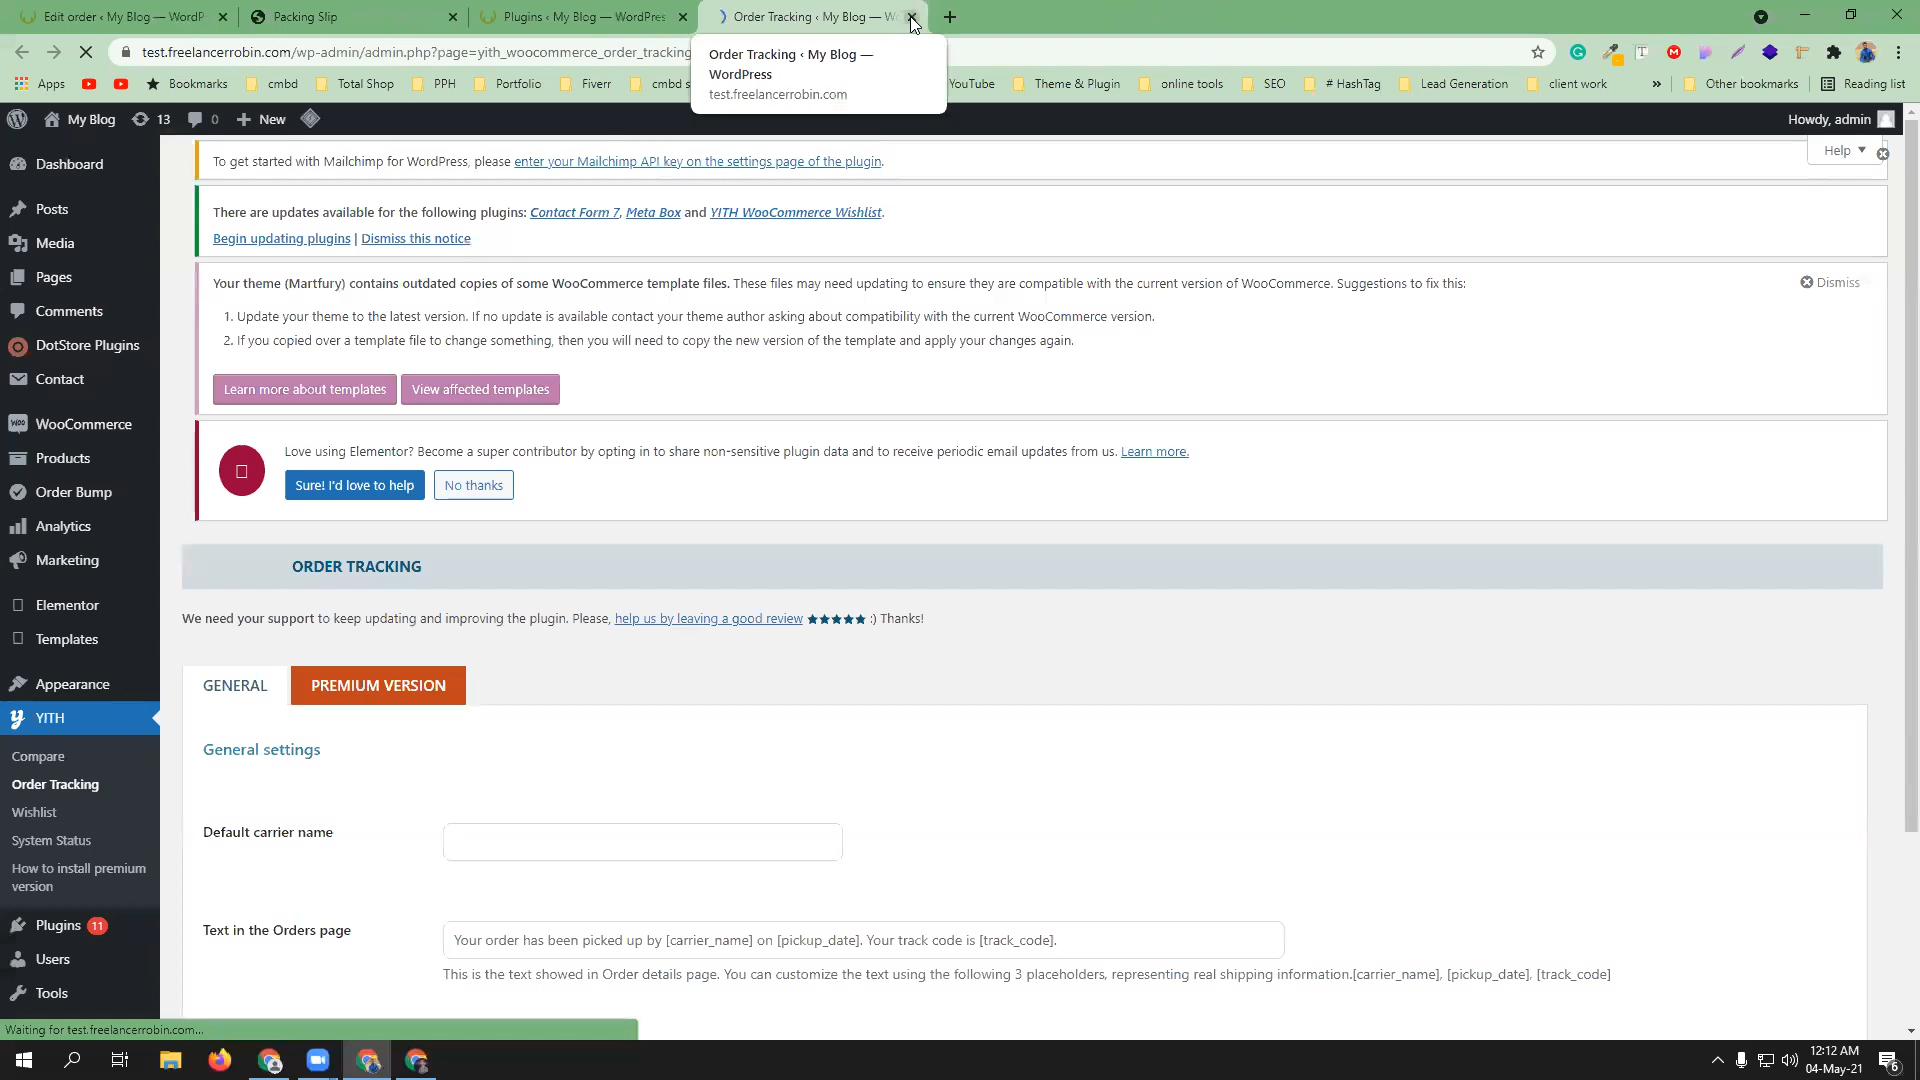 Edit order ‹ My Blog — WordP
Packing Slip
Plugins ‹ My Blog — WordPres
Order Tracking ‹ My Blog — Wo
test.freelancerrobin.com/wp-admin/admin.php?page=yith_woocommerce_order_tracking
Order Tracking ‹ My Blog —
WordPress
test.freelancerrobin.com
Apps
Bookmarks
cmbd
Total Shop
PPH
Portfolio
Fiverr
cmbd s
YouTube
Theme & Plugin
online tools
SEO
# HashTag
Lead Generation
client work
»
Other bookmarks
Reading list
My Blog
13
0
New
Howdy, admin
Help
Dashboard
Posts
Media
Pages
Comments
DotStore Plugins
Contact
WooCommerce
Products
Order Bump
Analytics
Marketing
Elementor
Templates
Appearance
YITH
Compare
Order Tracking
Wishlist
System Status
How to install premium
version
Plugins 11
Users
Tools
To get started with Mailchimp for WordPress, please enter your Mailchimp API key on the settings page of the plugin.
There are updates available for the following plugins: Contact Form 7, Meta Box and YITH WooCommerce Wishlist.
Begin updating plugins | Dismiss this notice
Your theme (Martfury) contains outdated copies of some WooCommerce template files. These files may need updating to ensure they are compatible with the current version of WooCommerce. Suggestions to fix this:
Dismiss
1. Update your theme to the latest version. If no update is available contact your theme author asking about compatibility with the current WooCommerce version.
2. If you copied over a template file to change something, then you will need to copy the new version of the template and apply your changes again.
Learn more about templates
View affected templates
Love using Elementor? Become a super contributor by opting in to share non-sensitive plugin data and to receive periodic email updates from us. Learn more.
Sure! I'd love to help
No thanks
ORDER TRACKING
We need your support to keep updating and improving the plugin. Please, help us by leaving a good review ★★★★★ :) Thanks!
GENERAL
PREMIUM VERSION
General settings
Default carrier name
Text in the Orders page
Your order has been picked up by [carrier_name] on [pickup_date]. Your track code is [track_code].
This is the text showed in Order details page. You can customize the text using the following 3 placeholders, representing real shipping information.[carrier_name], [pickup_date], [track_code]
Waiting for test.freelancerrobin.com...
12:12 AM
04-May-21
6